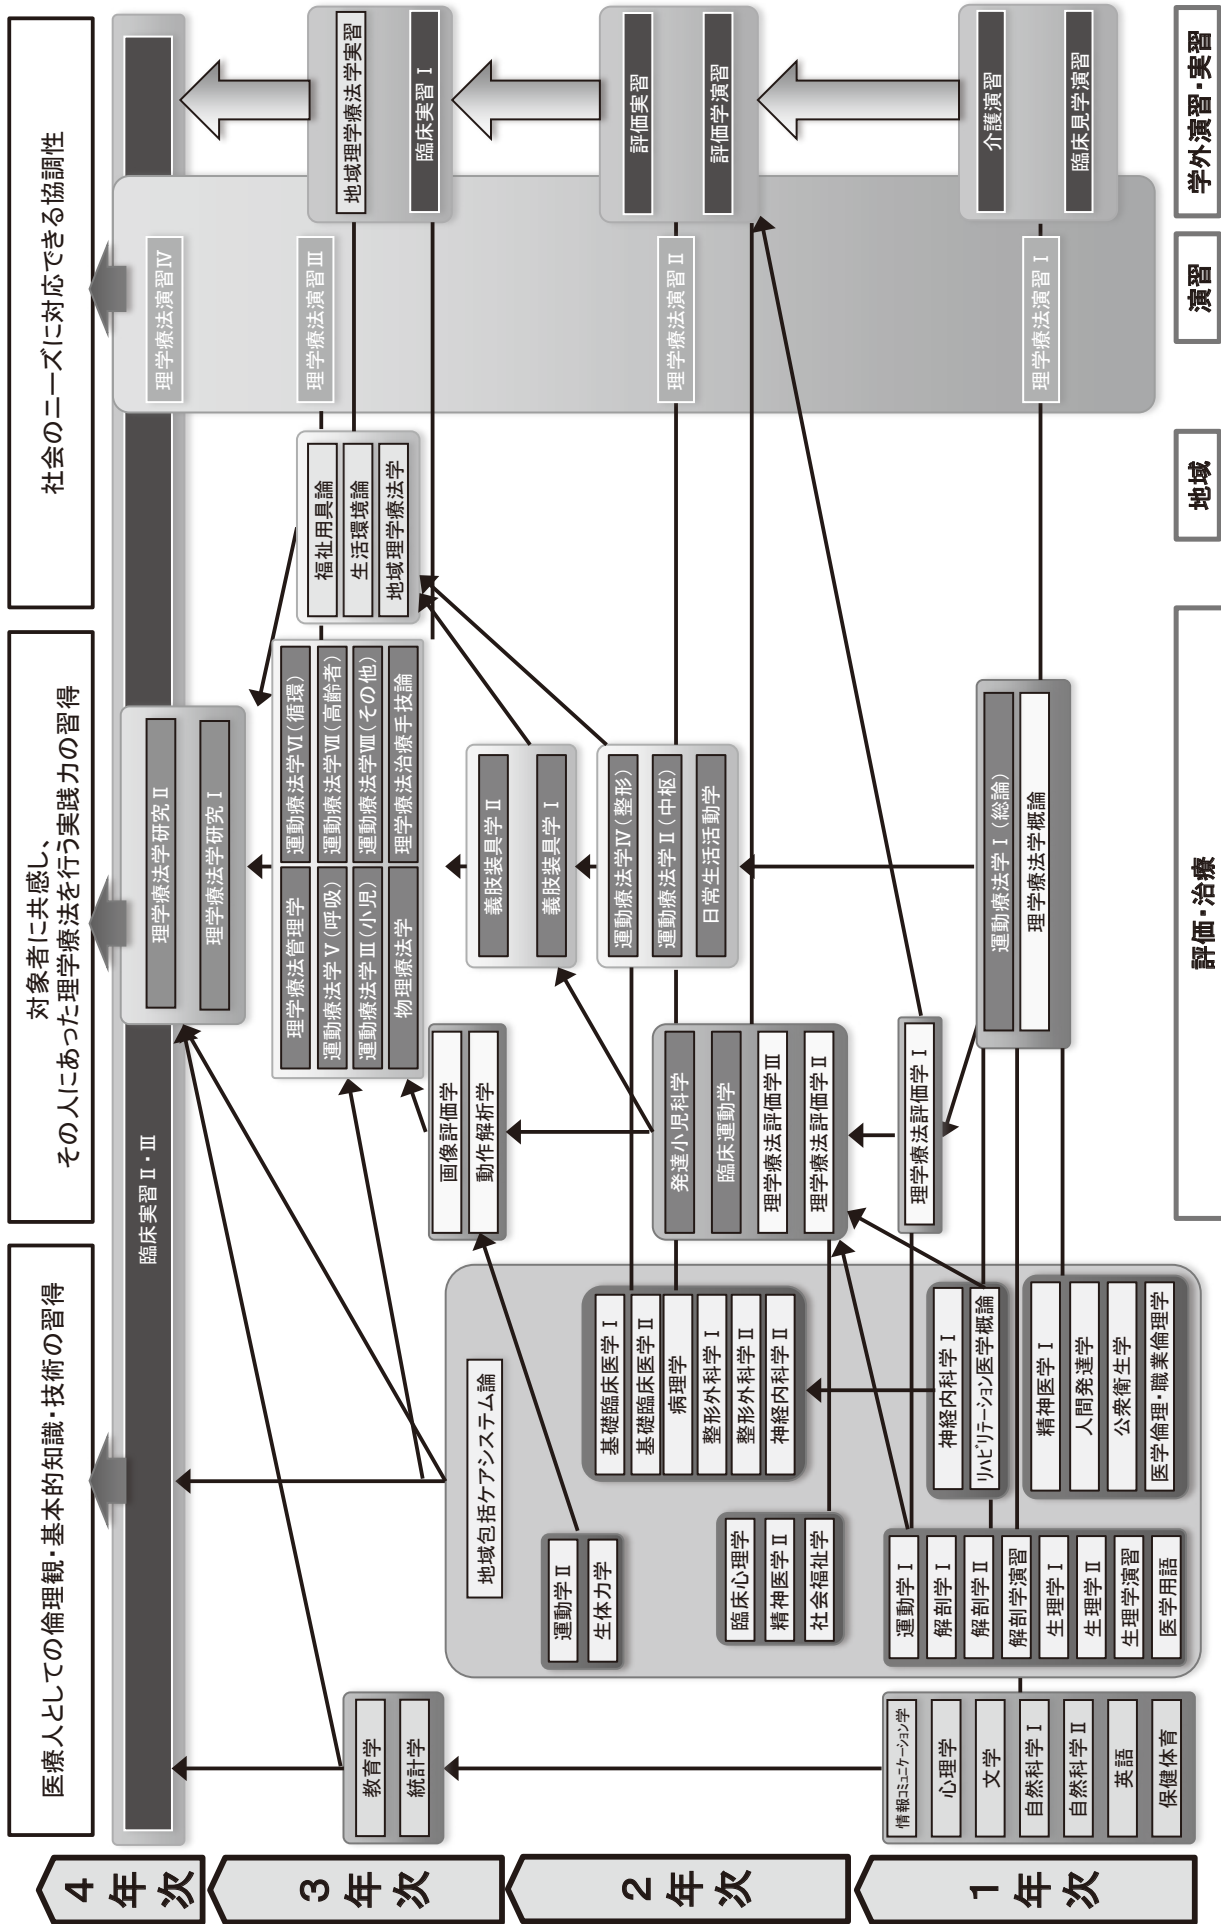 医療人としての倫理観・基本的知識・技術の習得
対象者に共感し、
その人にあった理学療法を行う実践力の習得
社会のニーズに対応できる協調性
4年次
3年次
2年次
1年次
臨床実習Ⅱ・Ⅲ
理学療法学研究Ⅱ
理学療法学研究Ⅰ
理学療法演習Ⅳ
教育学
統計学
地域包括ケアシステム論
画像評価学
動作解析学
理学療法管理学
運動療法学Ⅴ(呼吸)
運動療法学Ⅲ(小児)
物理療法学
運動療法学Ⅵ(循環)
運動療法学Ⅶ(高齢者)
運動療法学Ⅷ(その他)
理学療法治療手技論
福祉用具論
生活環境論
地域理学療法学
理学療法演習Ⅲ
地域理学療法学実習
臨床実習Ⅰ
義肢装具学Ⅱ
義肢装具学Ⅰ
運動学Ⅱ
生体力学
基礎臨床医学Ⅰ
基礎臨床医学Ⅱ
病理学
整形外科学Ⅰ
整形外科学Ⅱ
神経内科学Ⅱ
臨床心理学
精神医学Ⅱ
社会福祉学
発達小児科学
臨床運動学
理学療法評価学Ⅲ
理学療法評価学Ⅱ
運動療法学Ⅳ(整形)
運動療法学Ⅱ(中枢)
日常生活活動学
理学療法演習Ⅱ
評価実習
評価学演習
情報コミュニケーション学
心理学
文学
自然科学Ⅰ
自然科学Ⅱ
英語
保健体育
運動学Ⅰ
解剖学Ⅰ
解剖学Ⅱ
解剖学演習
生理学Ⅰ
生理学Ⅱ
生理学演習
医学用語
神経内科学Ⅰ
リハビリテーション医学概論
精神医学Ⅰ
人間発達学
公衆衛生学
医学倫理・職業倫理学
理学療法評価学Ⅰ
運動療法学Ⅰ(総論)
理学療法学概論
理学療法演習Ⅰ
介護演習
臨床見学演習
評価・治療
地域
演習
学外演習・実習